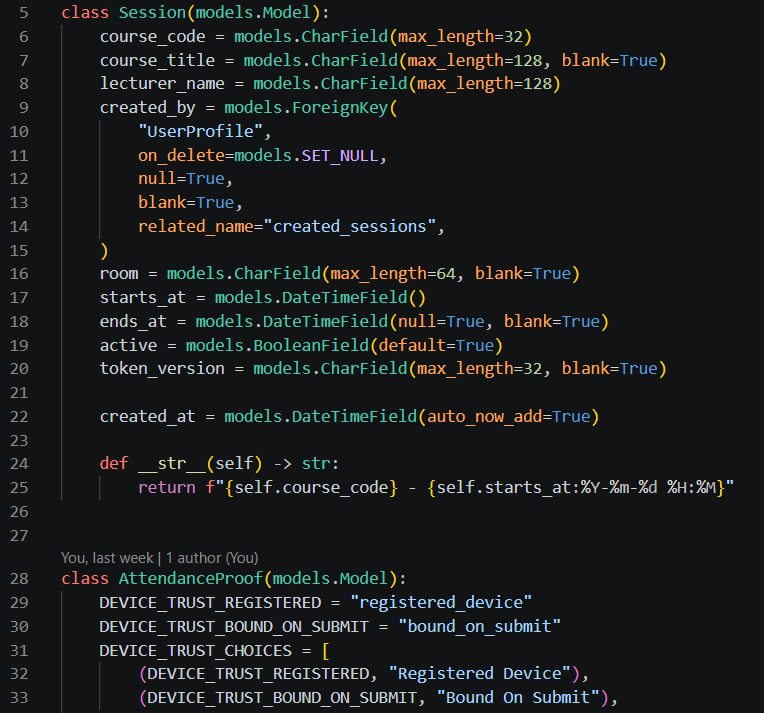 5 class Session(models.Model):
6 course_code = models.CharField(max_length=32)
7 course_title = models.CharField(max_length=128, blank=True)
8 lecturer_name = models.CharField(max_length=128)
9 created_by = models.ForeignKey(
10 "UserProfile",
11 on_delete=models.SET_NULL,
12 null=True,
13 blank=True,
14 related_name="created_sessions",
15 )
16 room = models.CharField(max_length=64, blank=True)
17 starts_at = models.DateTimeField()
18 ends_at = models.DateTimeField(null=True, blank=True)
19 active = models.BooleanField(default=True)
20 token_version = models.CharField(max_length=32, blank=True)
21
22 created_at = models.DateTimeField(auto_now_add=True)
23
24 def __str__(self) -> str:
25 return f"{self.course_code} - {self.starts_at:%Y-%m-%d %H:%M}"
26
27
You, last week | 1 author (You)
28 class AttendanceProof(models.Model):
29 DEVICE_TRUST_REGISTERED = "registered_device"
30 DEVICE_TRUST_BOUND_ON_SUBMIT = "bound_on_submit"
31 DEVICE_TRUST_CHOICES = [
32 (DEVICE_TRUST_REGISTERED, "Registered Device"),
33 (DEVICE_TRUST_BOUND_ON_SUBMIT, "Bound On Submit"),